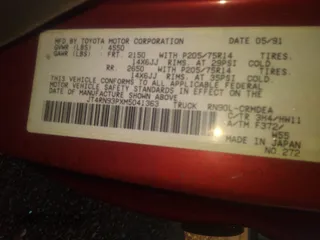 MFD BY TOYOTA MOTOR CORPORATION DATE 05/91
GVWR (LBS): 4550
GAWR (LBS): FRT 2150 WITH P205/75R14 TIRES.
14X6JJ RIMS. AT 29PSI COLD
RR 2650 WITH P205/75R14 TIRES.
14X6JJ RIMS. AT 35PSI COLD
THIS VEHICLE CONFORMS TO ALL APPLICABLE FEDERAL
MOTOR VEHICLE SAFETY STANDARDS IN EFFECT ON THE
DATE OF MANUFACTURE SHOWN ABOVE.
JT4RN93PXM5041363 TRUCK RN90L-CRMDEA
C/TR 3H4/HW11
A/TM F372/
W55
MADE IN JAPAN
NO 272